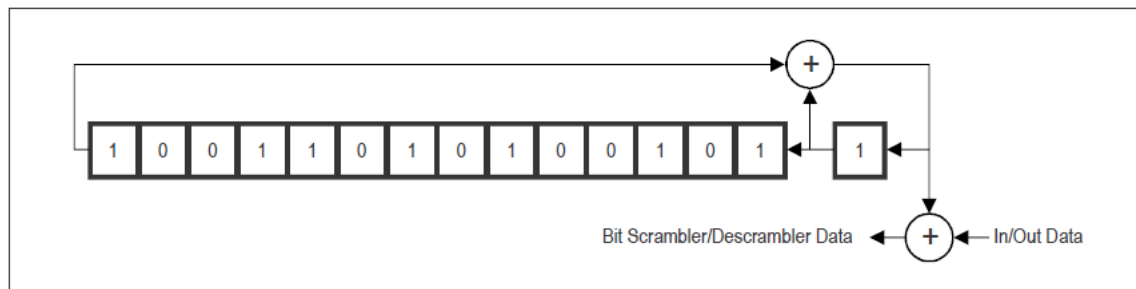 +
1 0 0 1 1 0 1 0 1 0 0 1 0 1 1
Bit Scrambler/Descrambler Data + In/Out Data